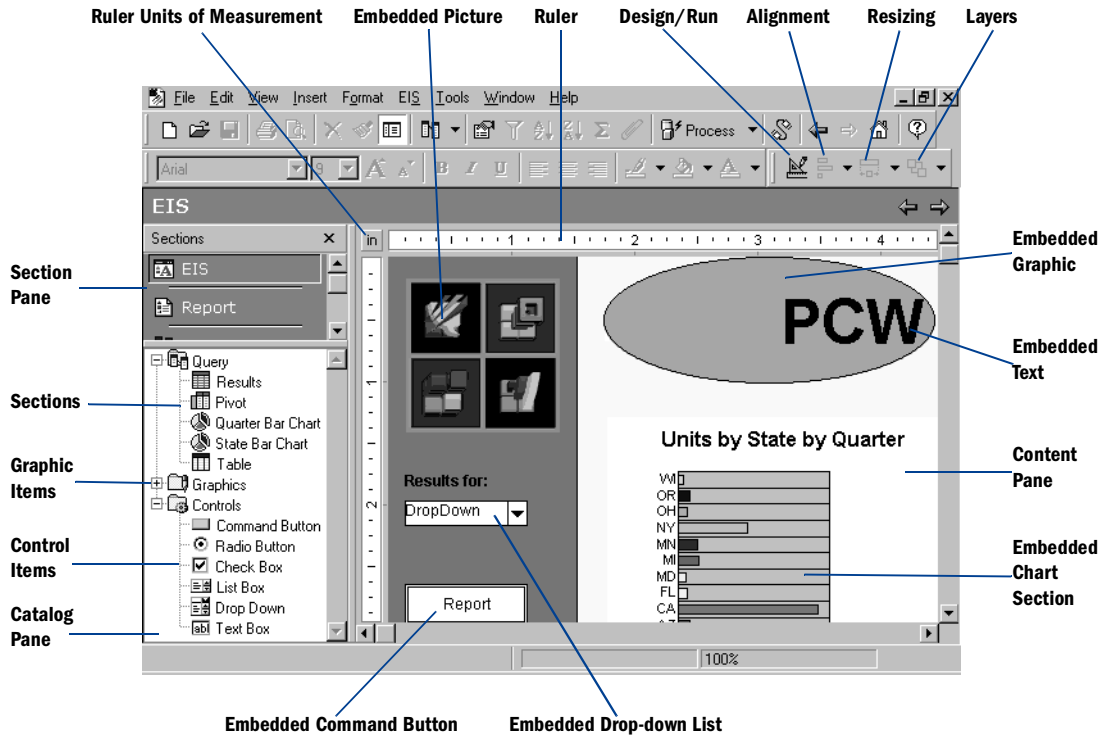 Ruler Units of Measurement Embedded Picture Ruler Design/Run Alignment Resizing Layers
File Edit View Insert Format EIS Tools Window Help
Process
Arial 9 A A B I U A
EIS
Sections
in 1 2 3 4
EIS
Report
Section
Pane
Query
Results
Pivot
Quarter Bar Chart
State Bar Chart
Table
Graphics
Controls
Command Button
Radio Button
Check Box
List Box
Drop Down
Text Box
Sections
Graphic
Items
Control
Items
Catalog
Pane
1
2
Results for:
DropDown
Report
PCW
Units by State by Quarter
WI
OR
OH
NY
MN
MI
MD
FL
CA
Embedded
Graphic
Embedded
Text
Content
Pane
Embedded
Chart
Section
100%
Embedded Command Button Embedded Drop-down List